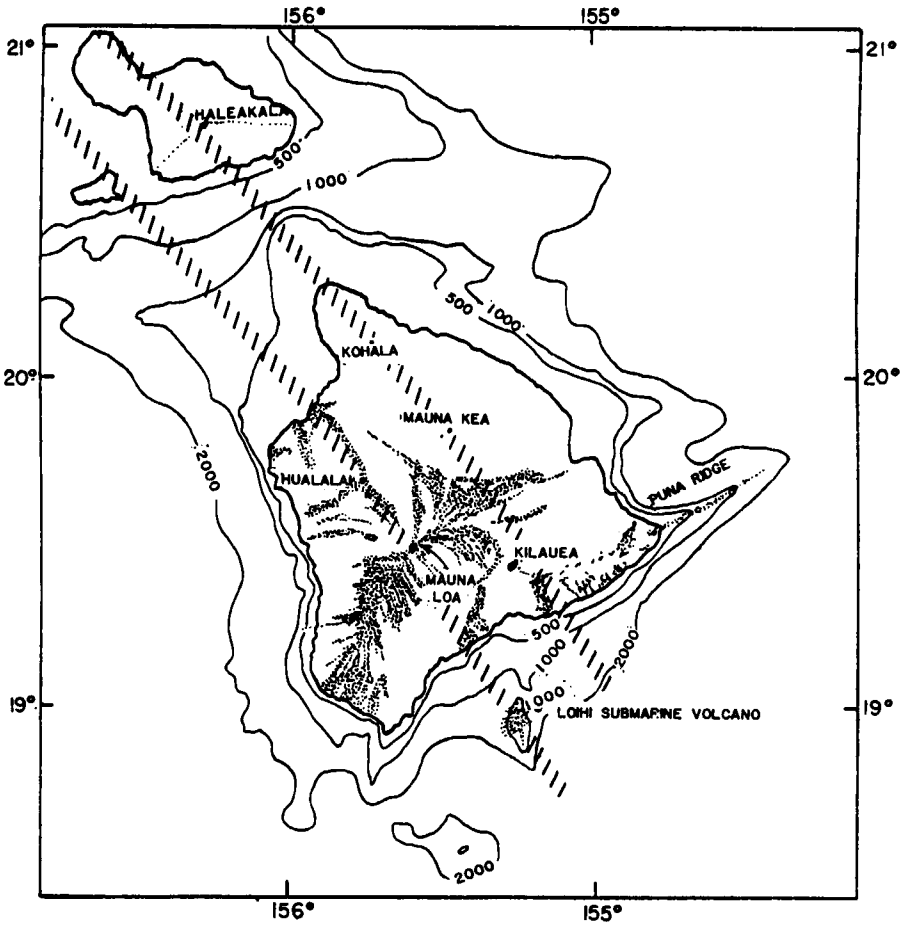 156° 155°
21° 21°
HALEAKALA
500
1000
500 1000
KOHALA
20° 20°
MAUNA KEA
2000
HUALALAI
PUNA RIDGE
KILAUEA
MAUNA
LOA
500
1000
2000
1000
19° 19°
LOIHI SUBMARINE VOLCANO
2000
156° 155°